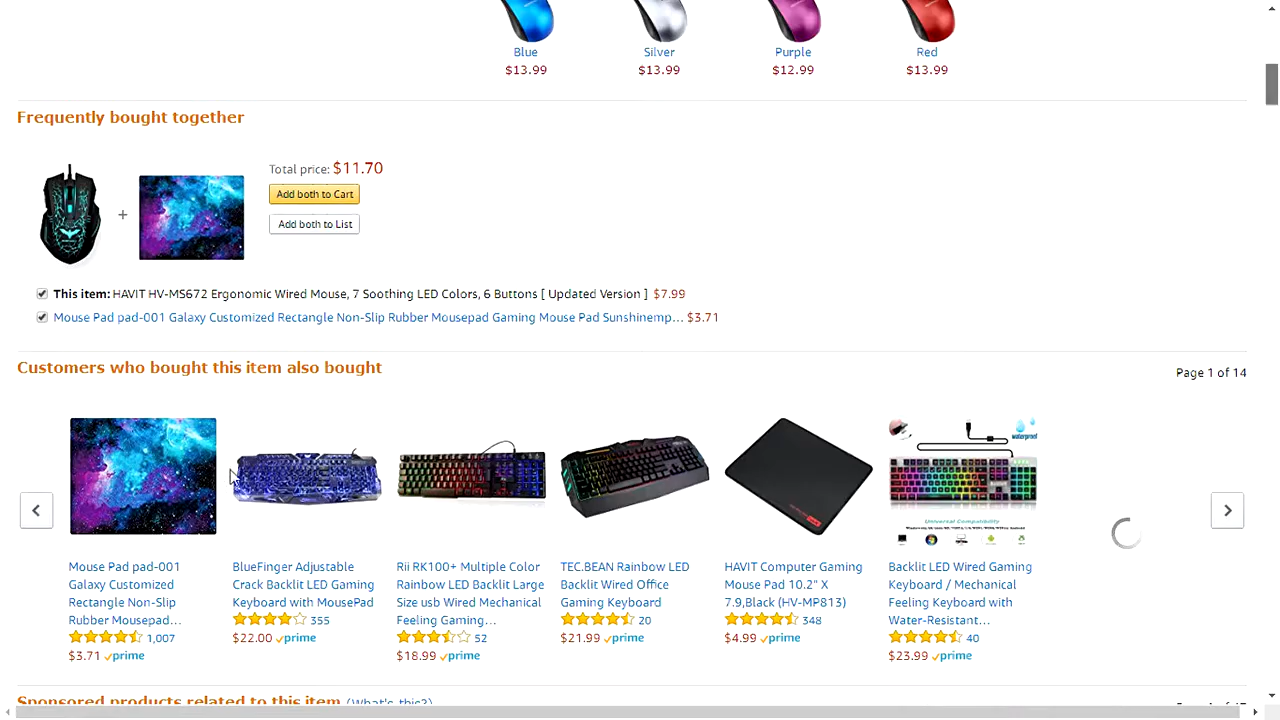 Blue
Silver
Purple
Red
$13.99
$13.99
$12.99
$13.99
Frequently bought together
Total price: $11.70
+
Add both to Cart
Add both to List
This item: HAVIT HV-MS672 Ergonomic Wired Mouse, 7 Soothing LED Colors, 6 Buttons [ Updated Version ] $7.99
Mouse Pad pad-001 Galaxy Customized Rectangle Non-Slip Rubber Mousepad Gaming Mouse Pad Sunshinemp... $3.71
Customers who bought this item also bought
Page 1 of 14
waterproof
Universal Compatibility
Mouse Pad pad-001
Galaxy Customized
Rectangle Non-Slip
Rubber Mousepad...
1,007
$3.71 prime
BlueFinger Adjustable
Crack Backlit LED Gaming
Keyboard with MousePad
355
$22.00 prime
Rii RK100+ Multiple Color
Rainbow LED Backlit Large
Size usb Wired Mechanical
Feeling Gaming...
52
$18.99 prime
TEC.BEAN Rainbow LED
Backlit Wired Office
Gaming Keyboard
20
$21.99 prime
HAVIT Computer Gaming
Mouse Pad 10.2" X
7.9,Black (HV-MP813)
348
$4.99 prime
Backlit LED Wired Gaming
Keyboard / Mechanical
Feeling Keyboard with
Water-Resistant...
40
$23.99 prime
Sponsored products related to this item (What's this?)